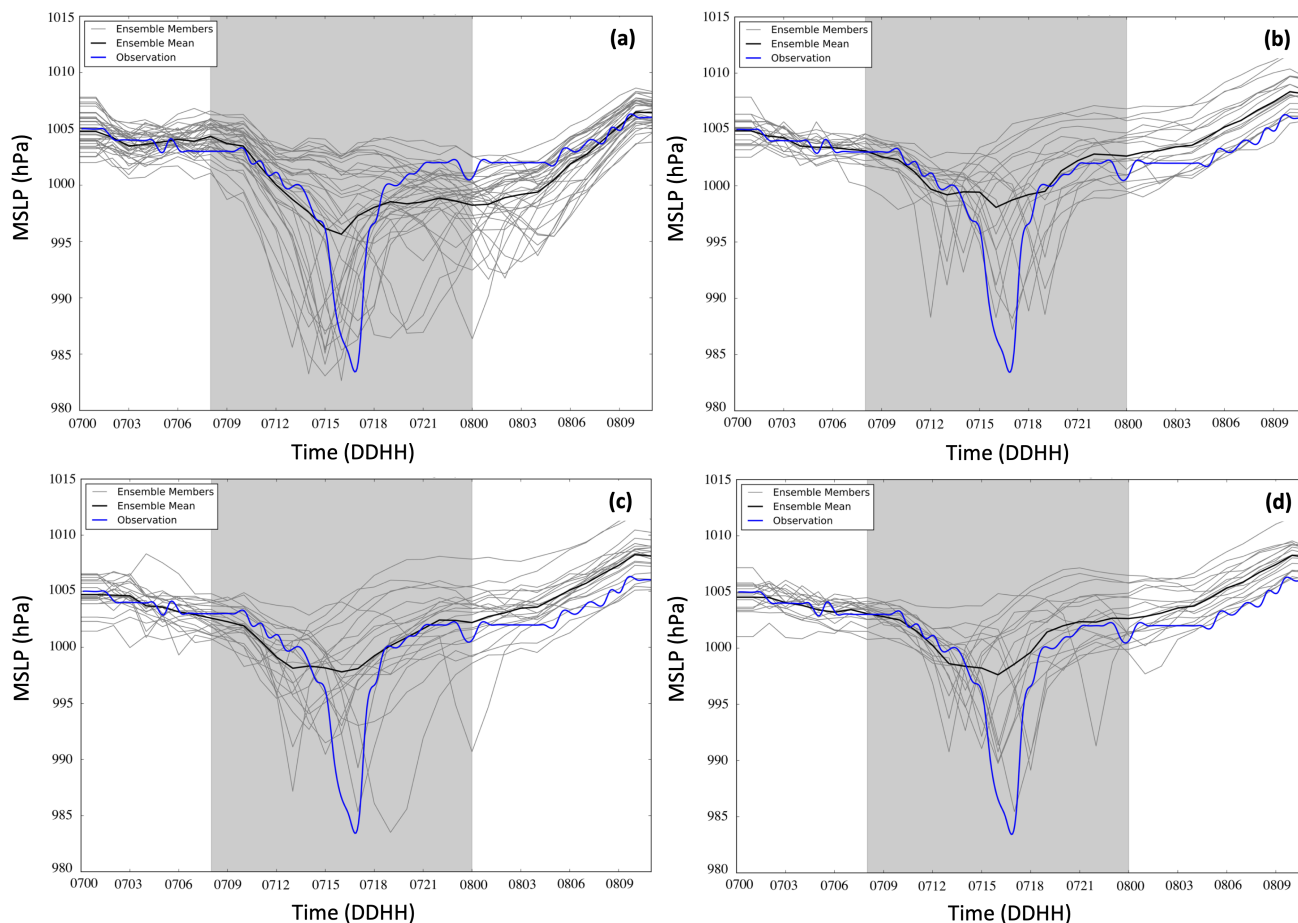 1015
1010
1005
1000
995
990
985
980
MSLP (hPa)
Ensemble Members
Ensemble Mean
Observation
(a)
0700 0703 0706 0709 0712 0715 0718 0721 0800 0803 0806 0809
Time (DDHH)
1015
1010
1005
1000
995
990
985
980
MSLP (hPa)
Ensemble Members
Ensemble Mean
Observation
(b)
0700 0703 0706 0709 0712 0715 0718 0721 0800 0803 0806 0809
Time (DDHH)
1015
1010
1005
1000
995
990
985
980
MSLP (hPa)
Ensemble Members
Ensemble Mean
Observation
(c)
0700 0703 0706 0709 0712 0715 0718 0721 0800 0803 0806 0809
Time (DDHH)
1015
1010
1005
1000
995
990
985
980
MSLP (hPa)
Ensemble Members
Ensemble Mean
Observation
(d)
0700 0703 0706 0709 0712 0715 0718 0721 0800 0803 0806 0809
Time (DDHH)